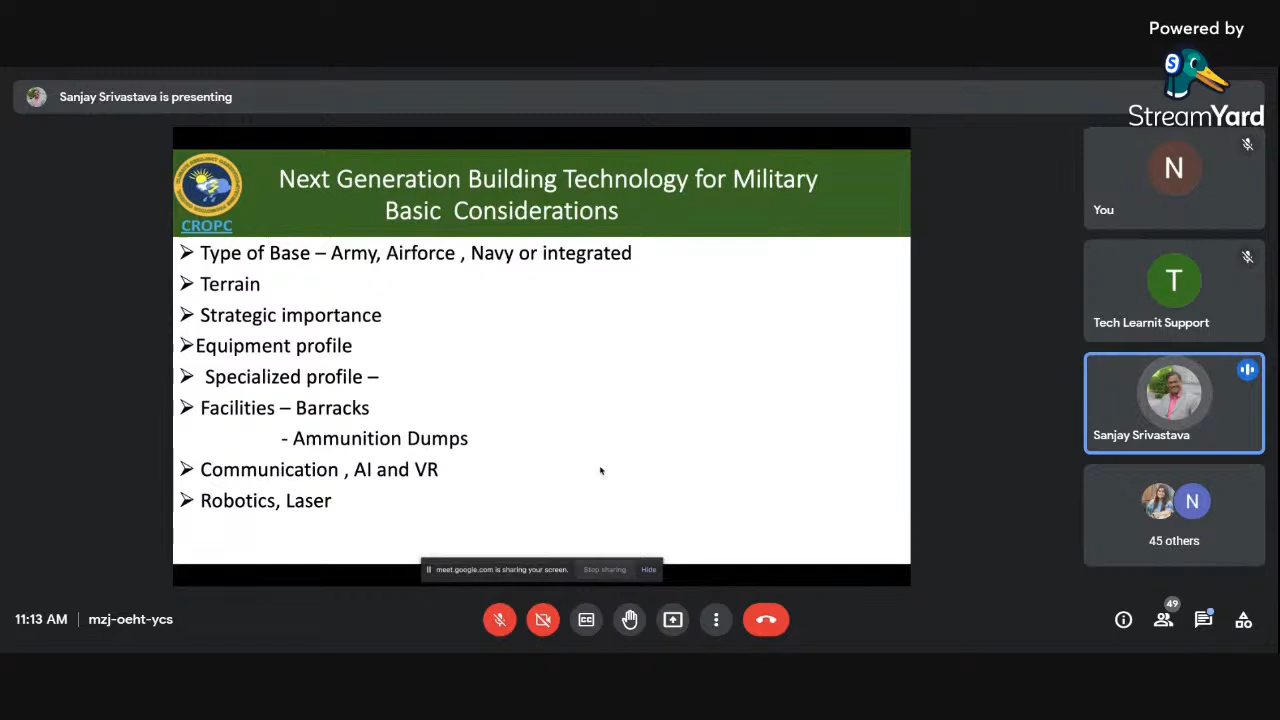 Powered by
StreamYard
Sanjay Srivastava is presenting
CROPC
Next Generation Building Technology for Military
Basic Considerations
➢ Type of Base – Army, Airforce , Navy or integrated
➢ Terrain
➢ Strategic importance
➢Equipment profile
➢ Specialized profile –
➢ Facilities – Barracks
- Ammunition Dumps
➢ Communication , AI and VR
➢ Robotics, Laser
meet.google.com is sharing your screen. Stop sharing Hide
N
You
T
Tech Learnit Support
Sanjay Srivastava
N
45 others
11:13 AM | mzj-oeht-ycs
49